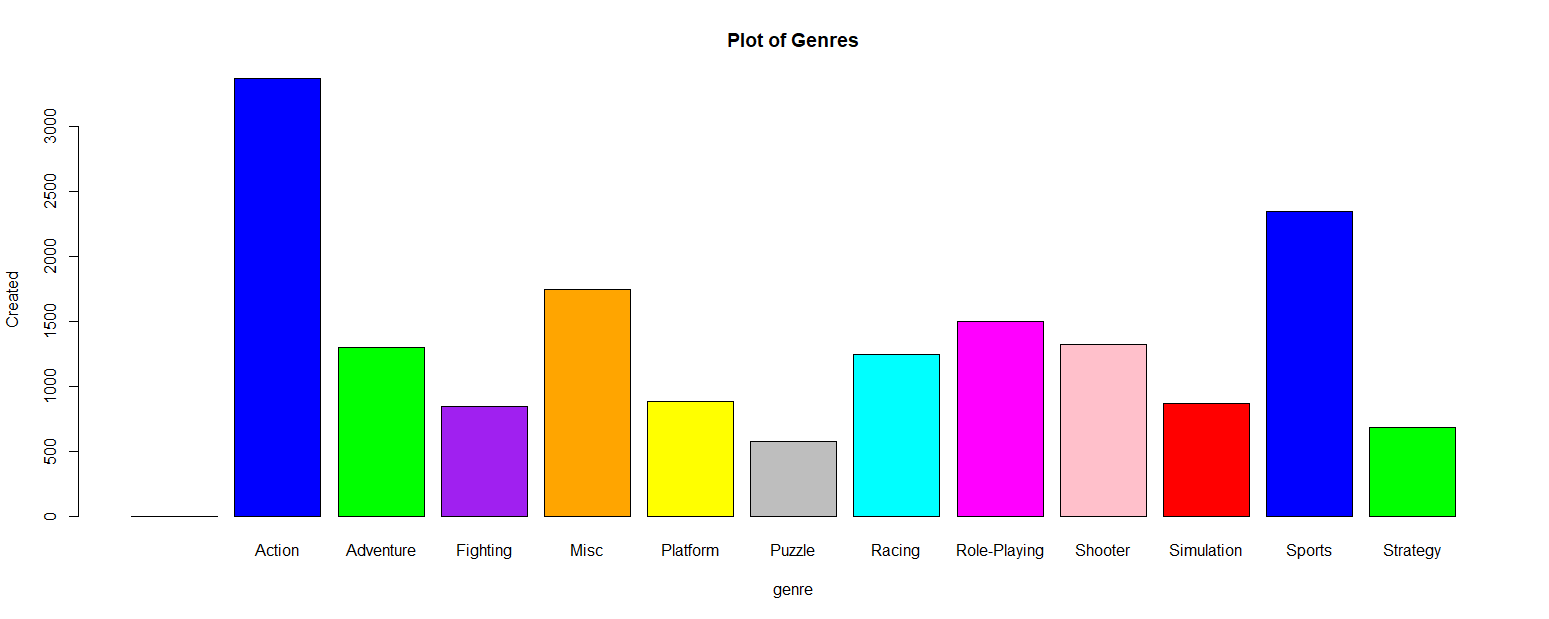 Plot of Genres
Created
3000
2500
2000
1500
1000
500
0
Action Adventure Fighting Misc Platform Puzzle Racing Role-Playing Shooter Simulation Sports Strategy
genre